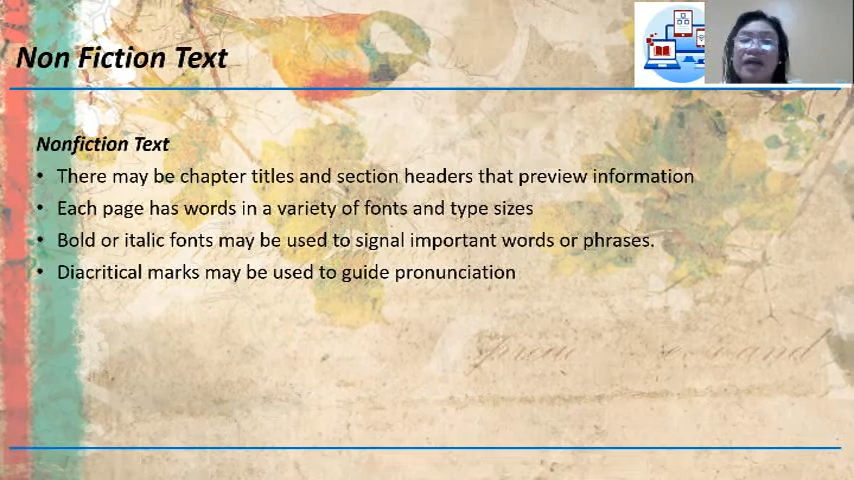 Non Fiction Text
Nonfiction Text
• There may be chapter titles and section headers that preview information
• Each page has words in a variety of fonts and type sizes
• Bold or italic fonts may be used to signal important words or phrases.
• Diacritical marks may be used to guide pronunciation
and